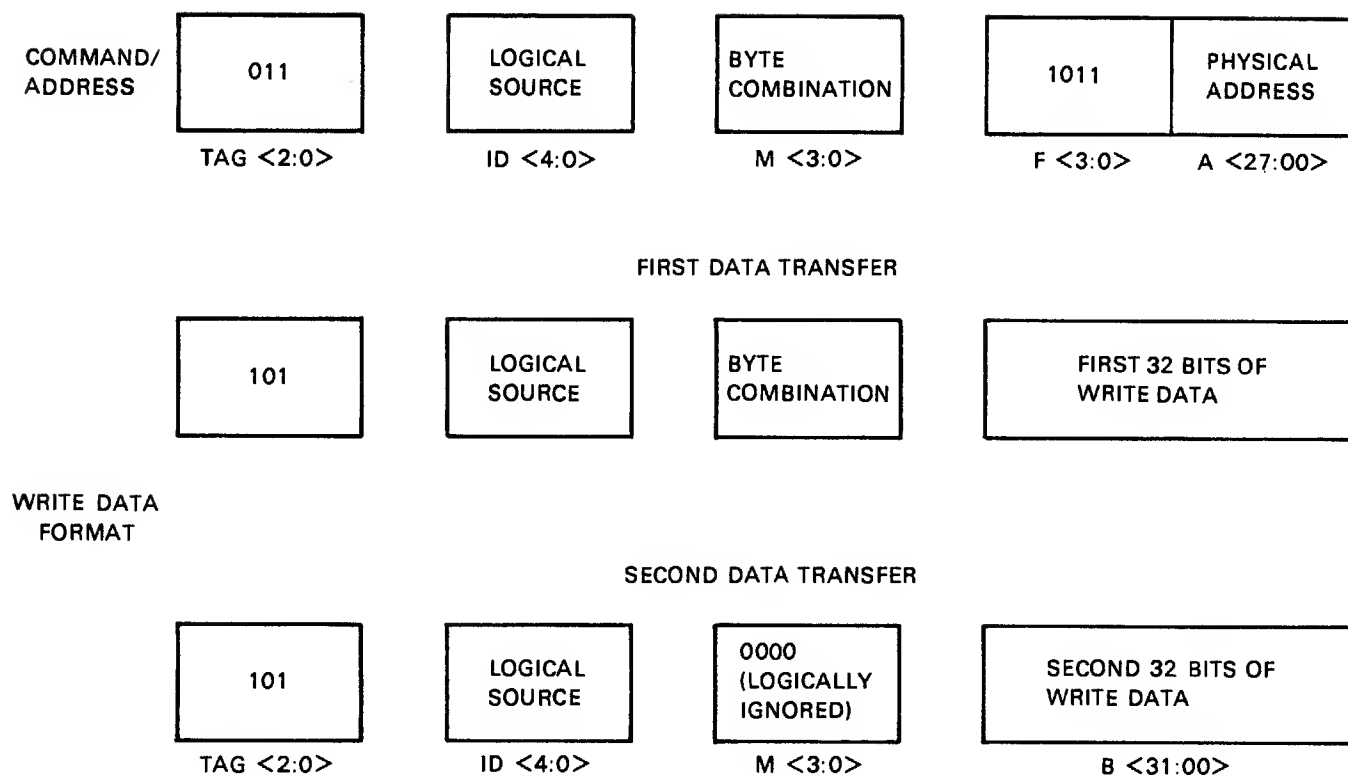 COMMAND/
ADDRESS
011
LOGICAL
SOURCE
BYTE
COMBINATION
1011
PHYSICAL
ADDRESS
TAG <2:0>
ID <4:0>
M <3:0>
F <3:0>
A <27:00>
FIRST DATA TRANSFER
101
LOGICAL
SOURCE
BYTE
COMBINATION
FIRST 32 BITS OF
WRITE DATA
WRITE DATA
FORMAT
SECOND DATA TRANSFER
101
LOGICAL
SOURCE
0000
(LOGICALLY
IGNORED)
SECOND 32 BITS OF
WRITE DATA
TAG <2:0>
ID <4:0>
M <3:0>
B <31:00>